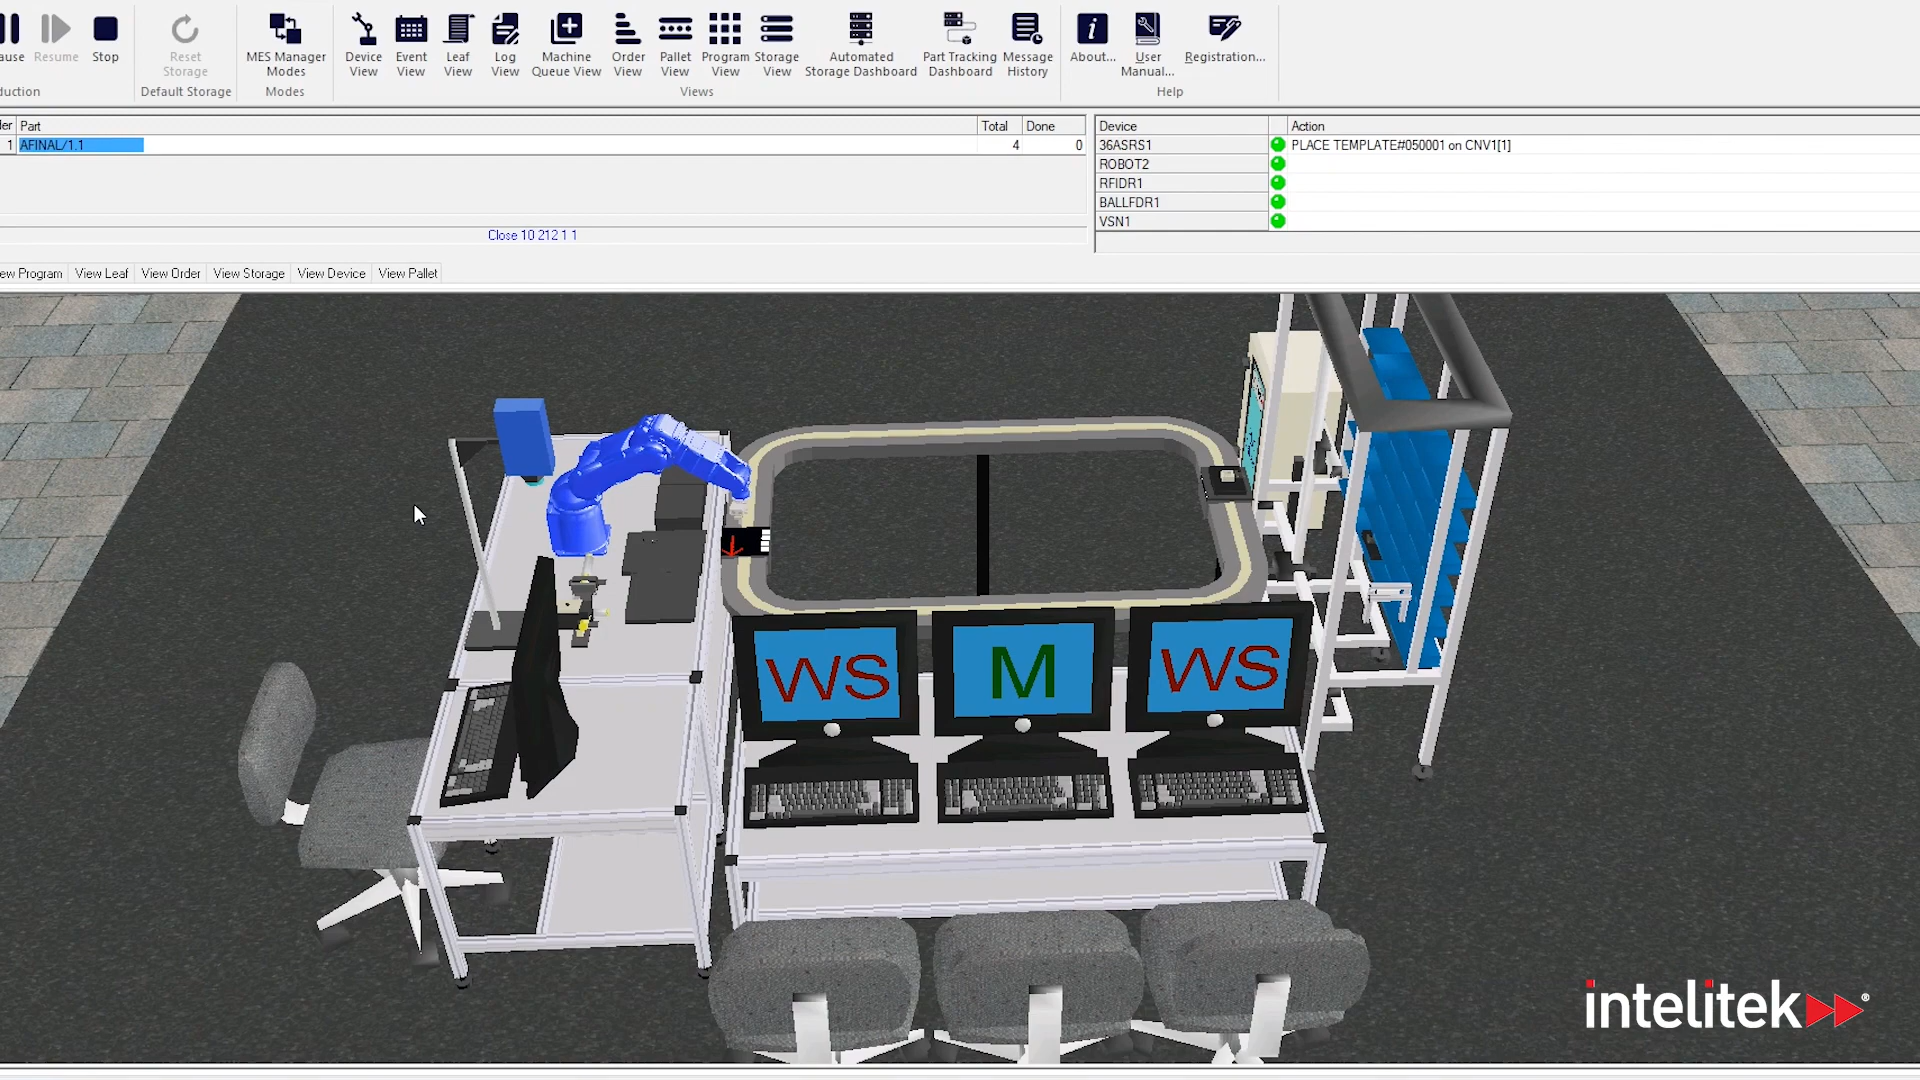 ause Resume Stop
Reset Storage
MES Manager Modes
Device View
Event View
Leaf View
Log View
Machine Queue View
Order View
Pallet View
Program View
Storage View
Automated Storage Dashboard
Part Tracking Dashboard
Message History
About...
User Manual...
Registration...
duction
Default Storage
Modes
Views
Help
er Part Total Done
1 AFINAL/1.1 4 0
Close 10 212 1 1
Device Action
36ASRS1 PLACE TEMPLATE#050001 on CNV1[1]
ROBOT2
RFIDR1
BALLFDR1
VSN1
ew Program View Leaf View Order View Storage View Device View Pallet
WS M WS
intelitek®